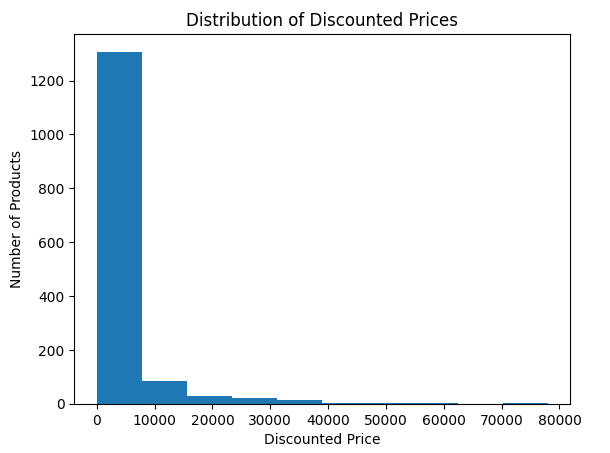 Distribution of Discounted Prices
1200
1000
800
600
400
200
0
Number of Products
0 10000 20000 30000 40000 50000 60000 70000 80000
Discounted Price